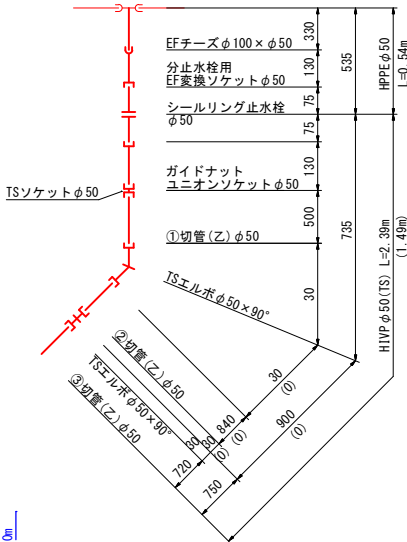 EFチーズφ100×φ50
分止水栓用
EF変換ソケットφ50
シールリング止水栓
φ50
ガイドナット
ユニオンソケットφ50
TSソケットφ50
①切管(乙)φ50
TSエルボφ50×90°
②切管(乙)φ50
TSエルボφ50×90°
③切管(乙)φ50
330
130
75
75
130
500
30
535
735
HPPEφ50
L=0.54m
HIVPφ50(TS) L=2.39m
(1.49m)
30
(0)
840
(0)
30
(0)
30
720
900
(0)
750
0m